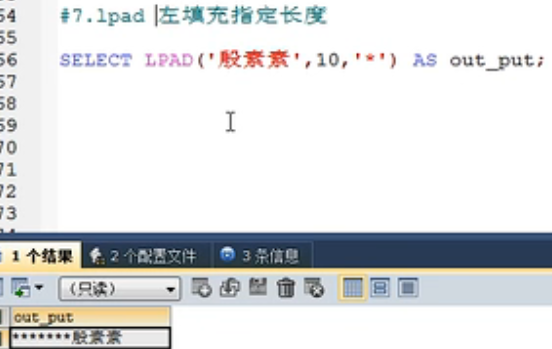 54 #7.lpad 左填充指定长度
55
56 SELECT LPAD('殷素素',10,'*') AS out_put;
57
58
59
70
71
72
73
1 个结果 2 个配置文件 3 条信息
(只读)
out_put
*******殷素素